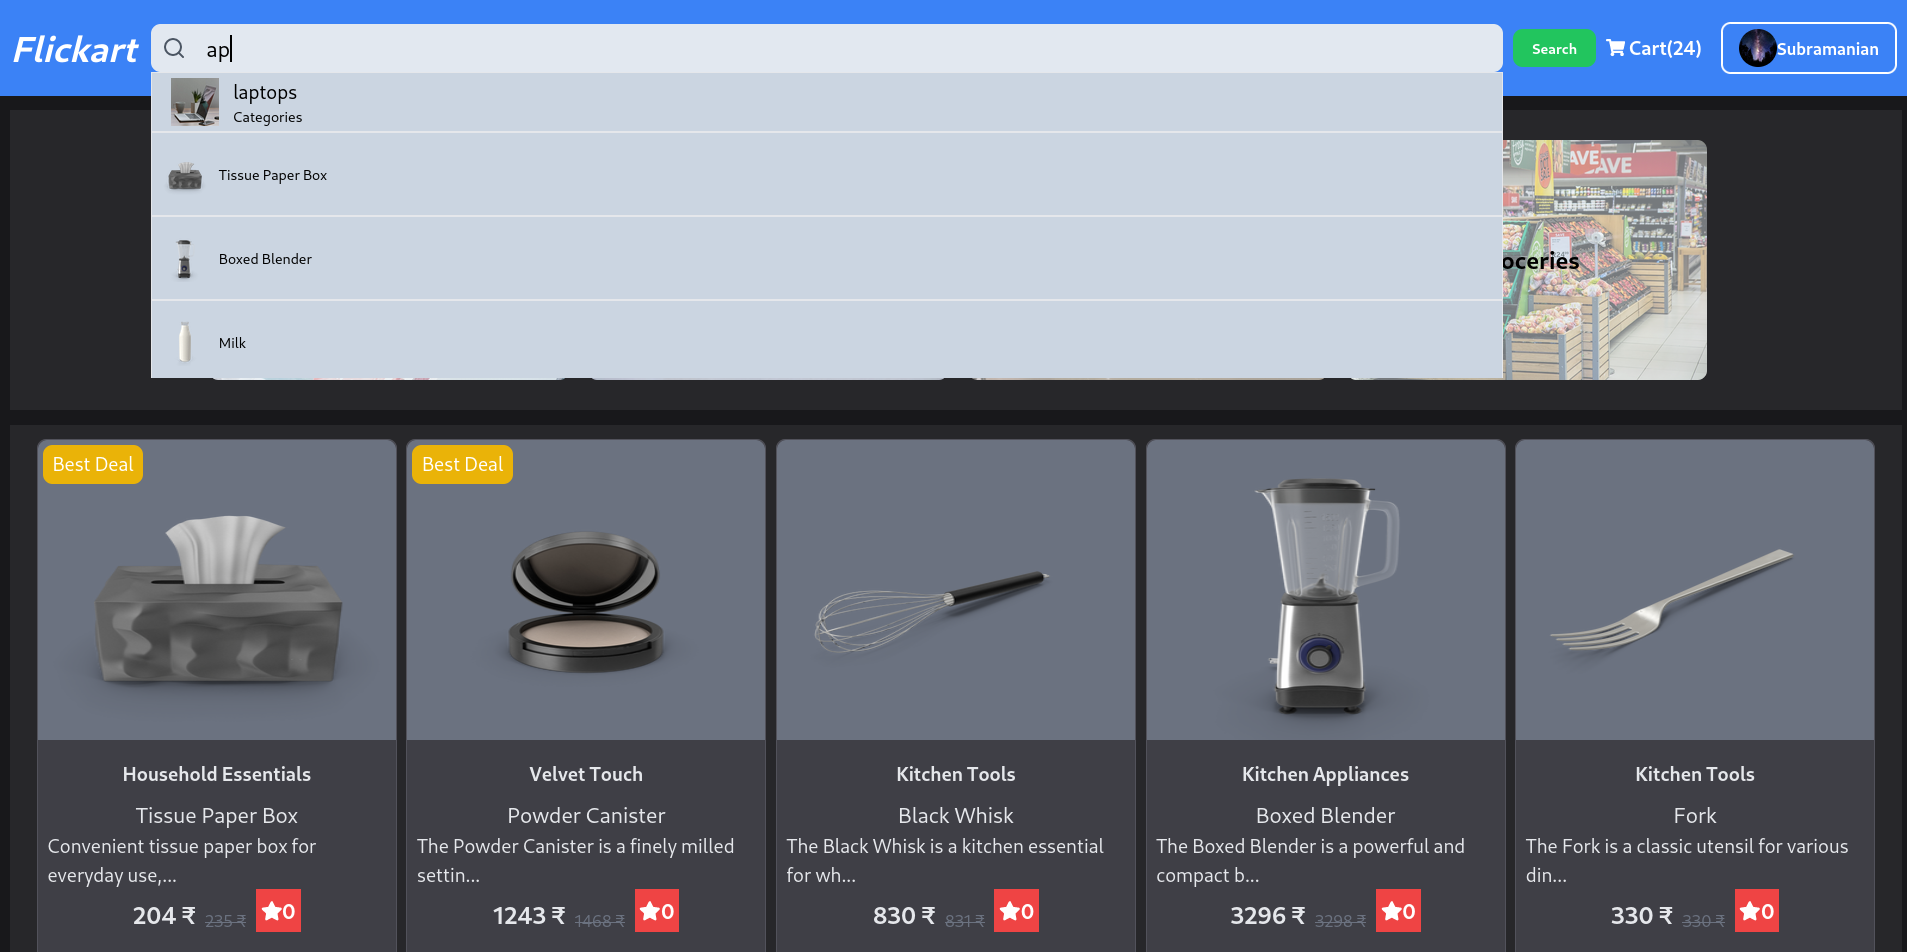 Flickart
ap
Search
Cart(24)
Subramanian
laptops
Categories
Tissue Paper Box
Boxed Blender
Milk
SAVE
oceries
Best Deal
Best Deal
Household Essentials
Tissue Paper Box
Convenient tissue paper box for
everyday use,...
204 ₹ 235 ₹ 0
Velvet Touch
Powder Canister
The Powder Canister is a finely milled
settin...
1243 ₹ 1468 ₹ 0
Kitchen Tools
Black Whisk
The Black Whisk is a kitchen essential
for wh...
830 ₹ 831 ₹ 0
Kitchen Appliances
Boxed Blender
The Boxed Blender is a powerful and
compact b...
3296 ₹ 3298 ₹ 0
Kitchen Tools
Fork
The Fork is a classic utensil for various
din...
330 ₹ 330 ₹ 0